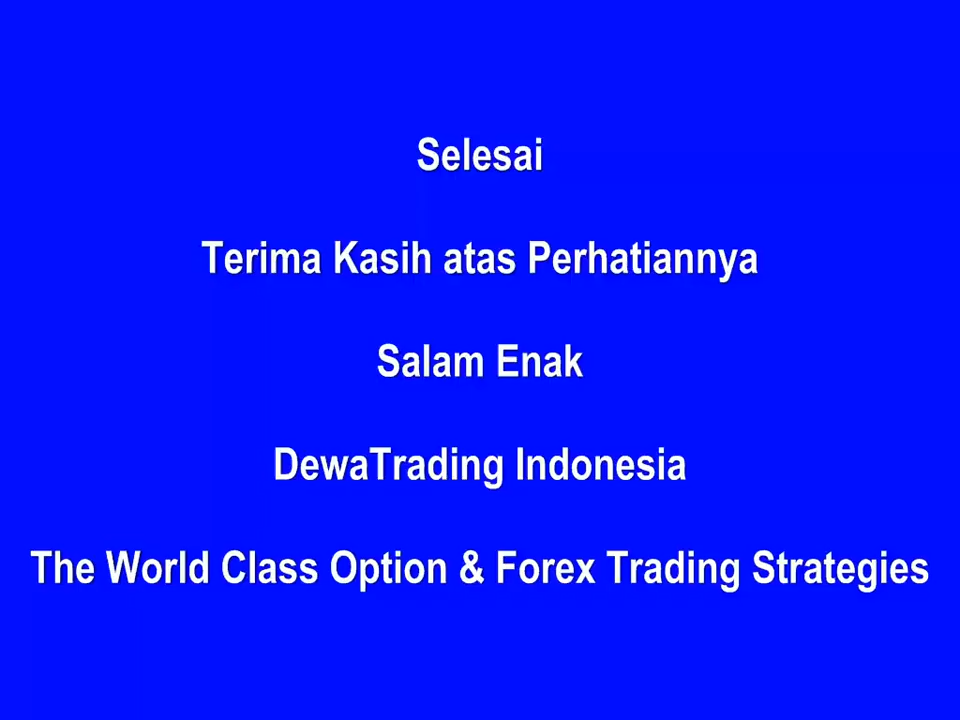 Selesai
Terima Kasih atas Perhatiannya
Salam Enak
DewaTrading Indonesia
The World Class Option & Forex Trading Strategies